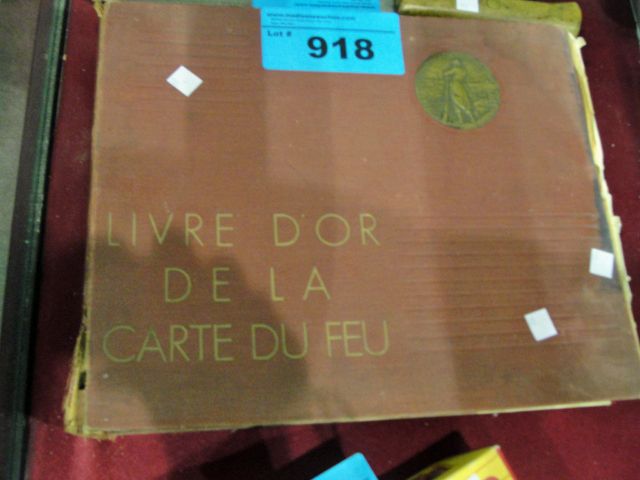 Lot #
918
LIVRE D'OR
DE LA
CARTE DU FEU